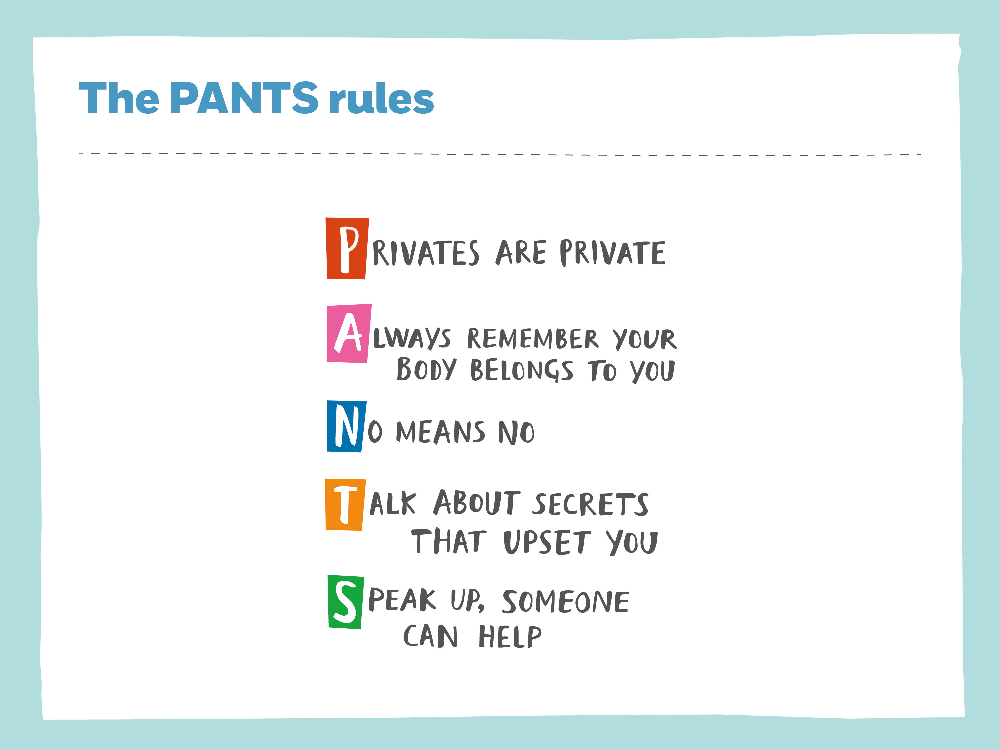 The PANTS rules
PRIVATES ARE PRIVATE
ALWAYS REMEMBER YOUR
BODY BELONGS TO YOU
NO MEANS NO
TALK ABOUT SECRETS
THAT UPSET YOU
SPEAK UP, SOMEONE
CAN HELP